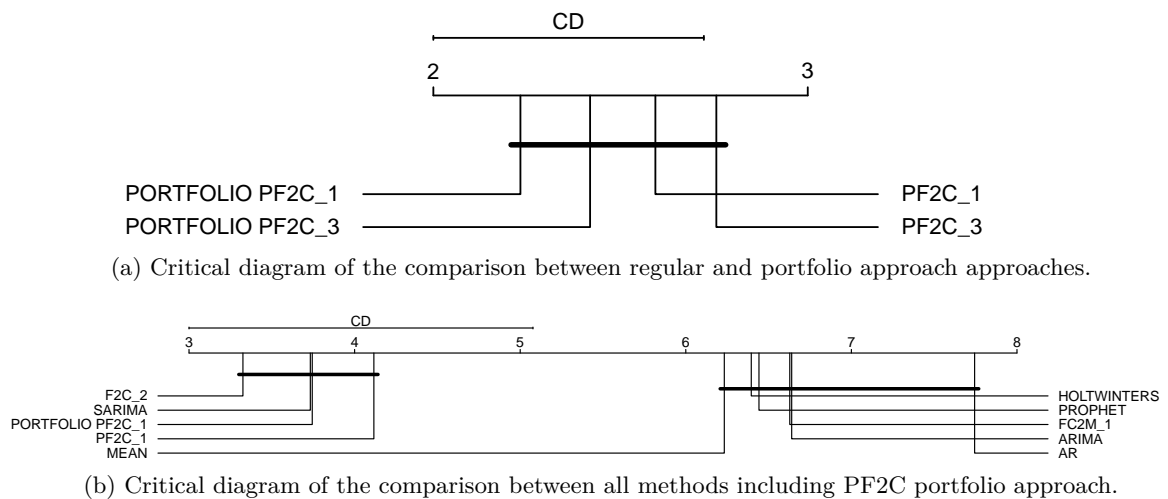 CD
2 3
PORTFOLIO PF2C_1 PF2C_1
PORTFOLIO PF2C_3 PF2C_3
(a) Critical diagram of the comparison between regular and portfolio approach approaches.
CD
3 4 5 6 7 8
F2C_2 HOLTWINTERS
SARIMA PROPHET
PORTFOLIO PF2C_1 FC2M_1
PF2C_1 ARIMA
MEAN AR
(b) Critical diagram of the comparison between all methods including PF2C portfolio approach.